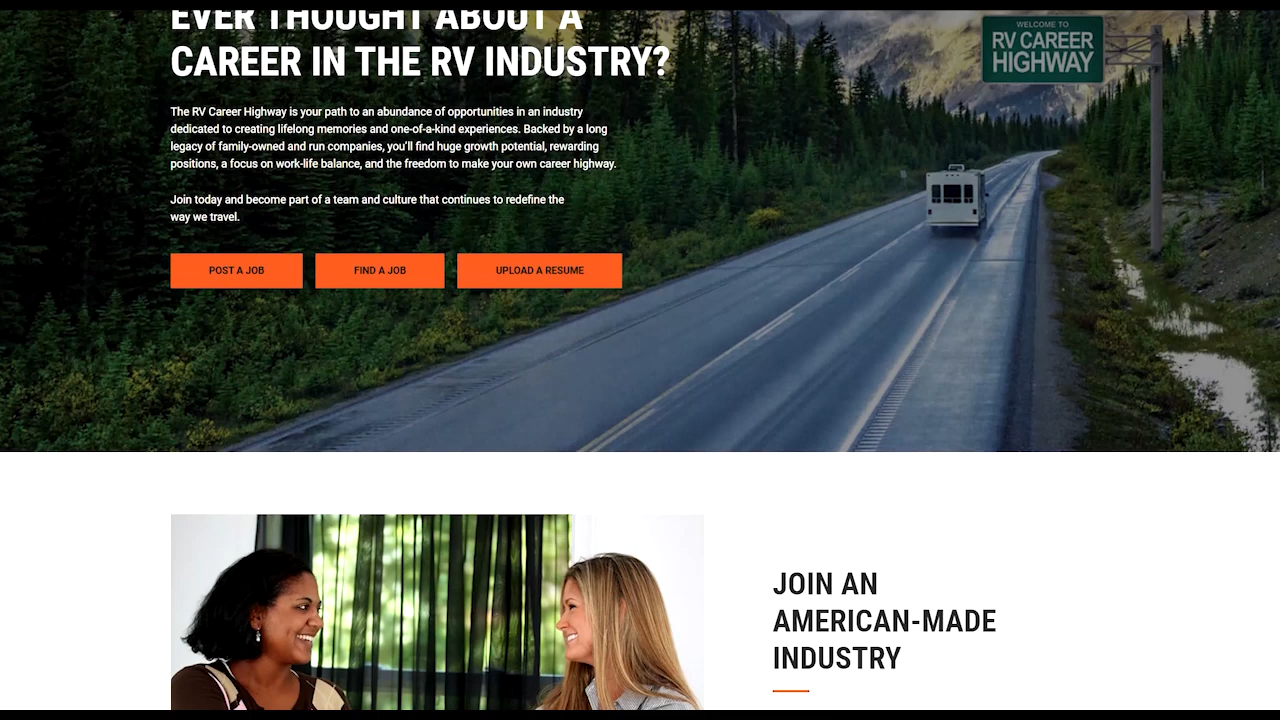 EVER THOUGHT ABOUT A
CAREER IN THE RV INDUSTRY?
The RV Career Highway is your path to an abundance of opportunities in an industry
dedicated to creating lifelong memories and one-of-a-kind experiences. Backed by a long
legacy of family-owned and run companies, you'll find huge growth potential, rewarding
positions, a focus on work-life balance, and the freedom to make your own career highway.
Join today and become part of a team and culture that continues to redefine the
way we travel.
POST A JOB
FIND A JOB
UPLOAD A RESUME
WELCOME TO
RV CAREER
HIGHWAY
JOIN AN
AMERICAN-MADE
INDUSTRY